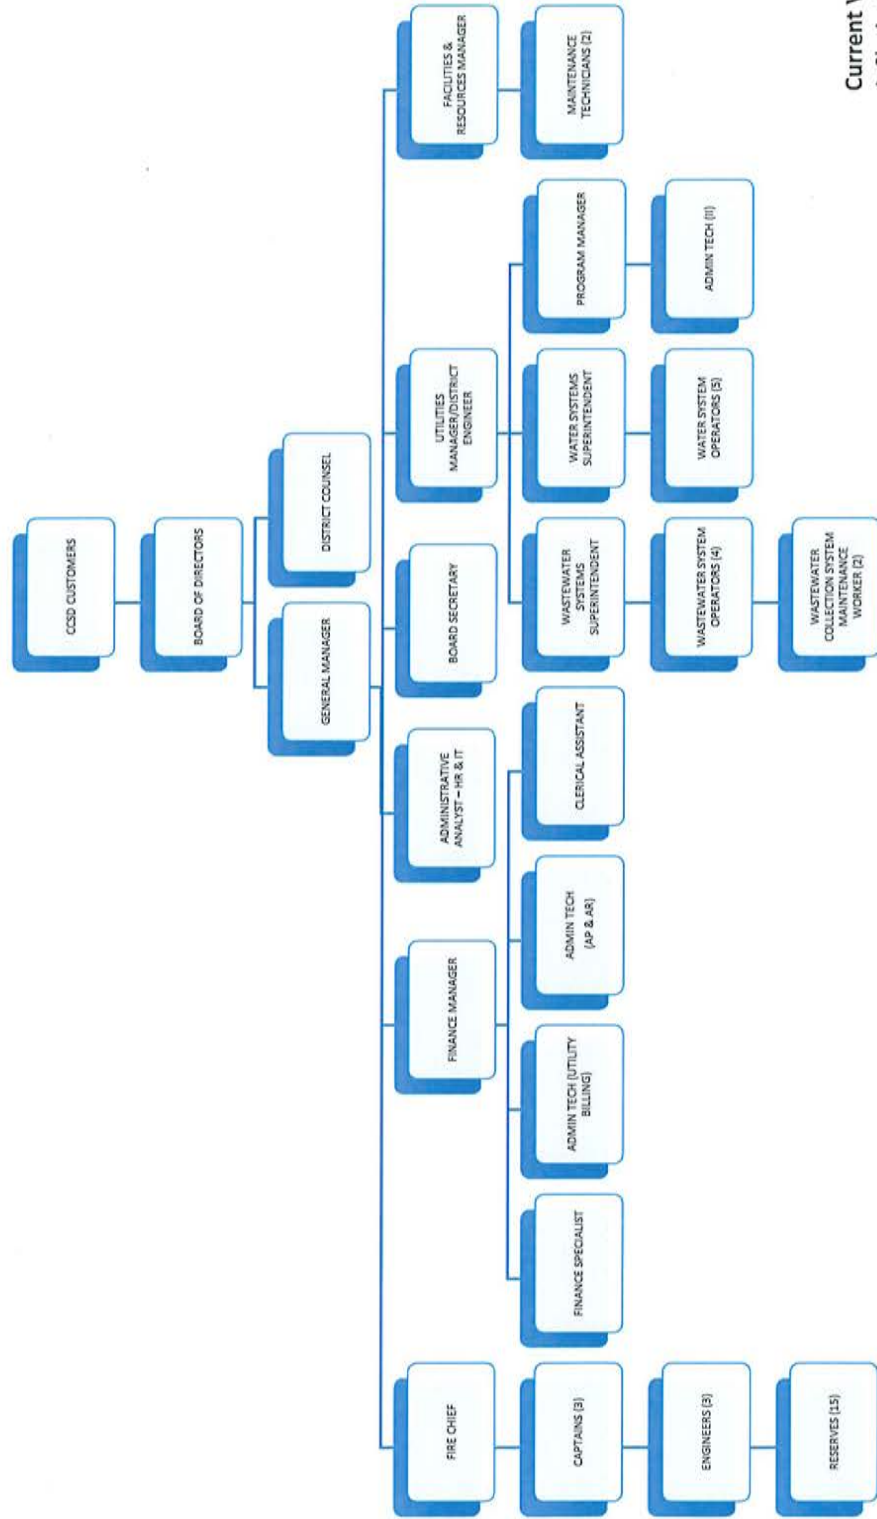 CCSD CUSTOMERS
BOARD OF DIRECTORS
GENERAL MANAGER
DISTRICT COUNSEL
FIRE CHIEF
FINANCE MANAGER
ADMINISTRATIVE
ANALYST – HR & IT
BOARD SECRETARY
UTILITIES
MANAGER/DISTRICT
ENGINEER
FACILITIES &
RESOURCES MANAGER
CAPTAINS (3)
FINANCE SPECIALIST
ADMIN TECH (UTILITY
BILLING)
ADMIN TECH
(AP & AR)
CLERICAL ASSISTANT
WASTEWATER
SYSTEMS
SUPERINTENDENT
WATER SYSTEMS
SUPERINTENDENT
PROGRAM MANAGER
MAINTENANCE
TECHNICIANS (2)
ENGINEERS (3)
WASTEWATER SYSTEM
OPERATORS (4)
WATER SYSTEM
OPERATORS (5)
ADMIN TECH (II)
RESERVES (15)
WASTEWATER
COLLECTION SYSTEM
MAINTENANCE
WORKER (2)
Current